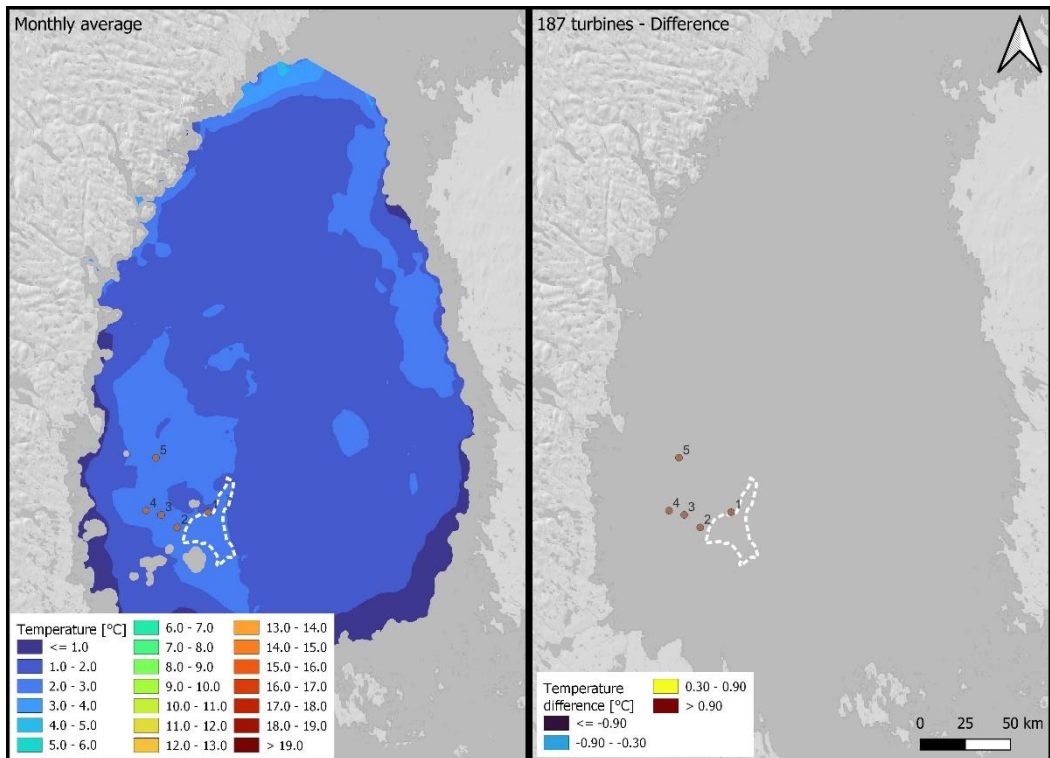 Monthly average
5
4
3
2
1
Temperature [°C]
<= 1.0
1.0 - 2.0
2.0 - 3.0
3.0 - 4.0
4.0 - 5.0
5.0 - 6.0
6.0 - 7.0
7.0 - 8.0
8.0 - 9.0
9.0 - 10.0
10.0 - 11.0
11.0 - 12.0
12.0 - 13.0
13.0 - 14.0
14.0 - 15.0
15.0 - 16.0
16.0 - 17.0
17.0 - 18.0
18.0 - 19.0
> 19.0
187 turbines - Difference
5
4
3
2
1
Temperature
difference [°C]
<= -0.90
-0.90 - -0.30
0.30 - 0.90
> 0.90
0 25 50 km